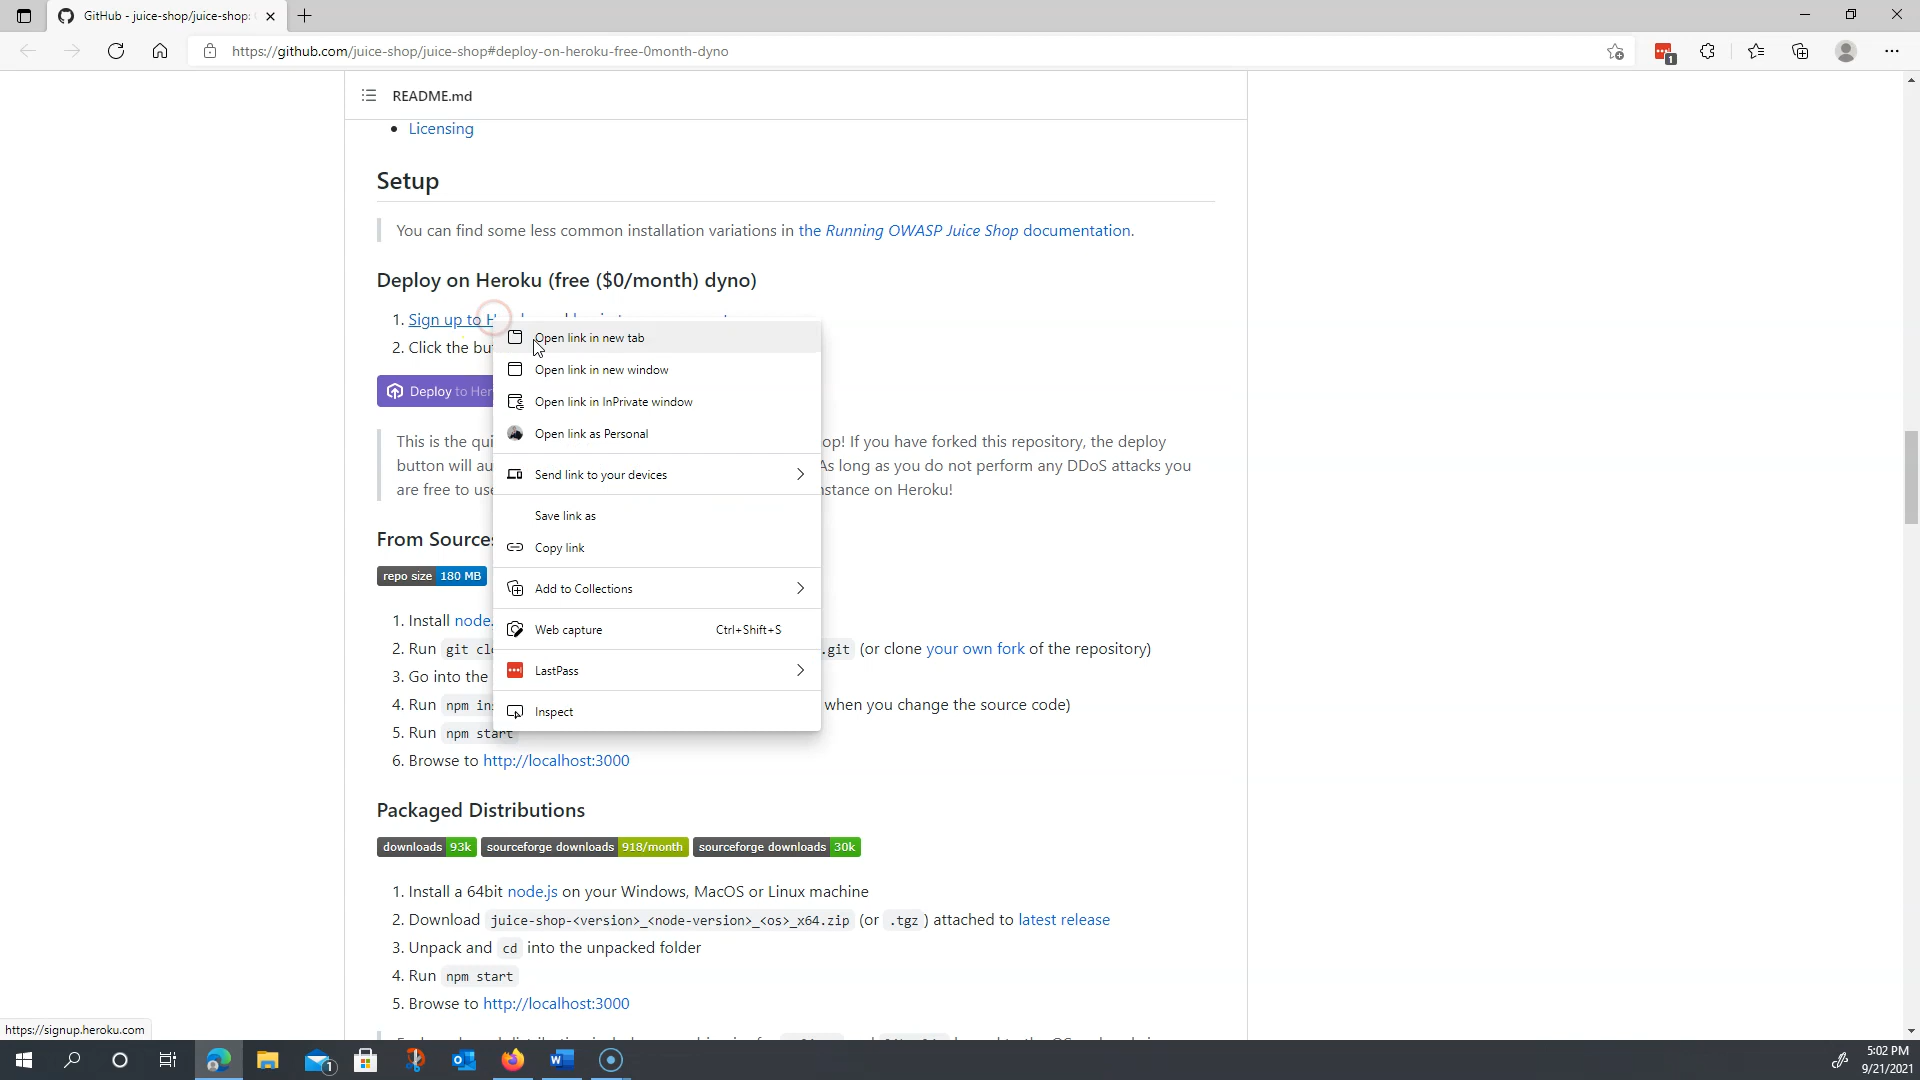 GitHub - juice-shop/juice-shop:
https://github.com/juice-shop/juice-shop#deploy-on-heroku-free-0month-dyno
1
README.md
Licensing
Setup
You can find some less common installation variations in the Running OWASP Juice Shop documentation.
Deploy on Heroku (free ($0/month) dyno)
1. Sign up to
2. Click the
Deploy to
Open link in new tab
Open link in new window
Open link in InPrivate window
Open link as Personal
Send link to your devices
Save link as
Copy link
Add to Collections
Web capture Ctrl+Shift+S
LastPass
Inspect
This is the op! If you have forked this repository, the deploy
button will As long as you do not perform any DDoS attacks you
are free to stance on Heroku!
From Sources
repo size 180 MB
1. Install node.
2. Run git .git (or clone your own fork of the repository)
3. Go into the
4. Run npm when you change the source code)
5. Run npm start
6. Browse to http://localhost:3000
Packaged Distributions
downloads 93k sourceforge downloads 918/month sourceforge downloads 30k
1. Install a 64bit node.js on your Windows, MacOS or Linux machine
2. Download juice-shop-<version>_<node-version>_<os>_x64.zip (or .tgz ) attached to latest release
3. Unpack and cd into the unpacked folder
4. Run npm start
5. Browse to http://localhost:3000
https://signup.heroku.com
1
5:02 PM
9/21/2021